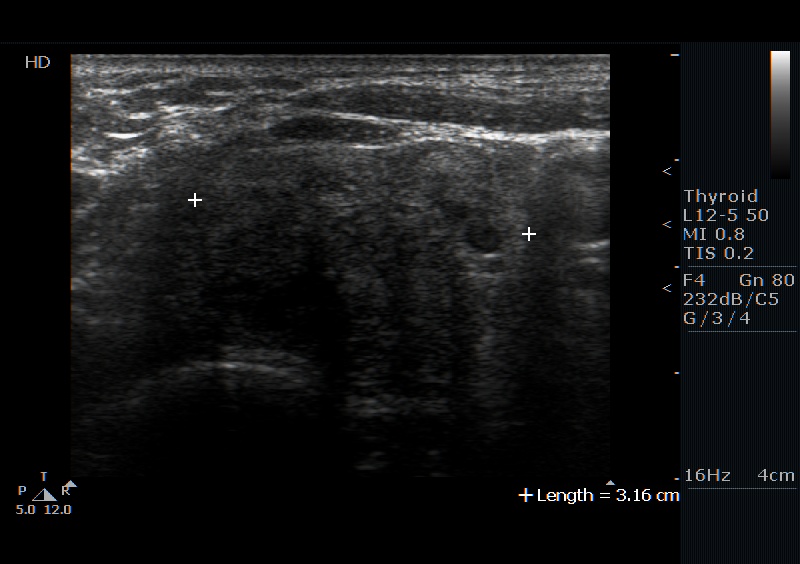 HD
Thyroid
L12-5 50
MI 0.8
TIS 0.2
F4 Gn 80
232dB/C5
G/3/4
16Hz 4cm
T
P R
5.0 12.0
+ Length = 3.16 cm